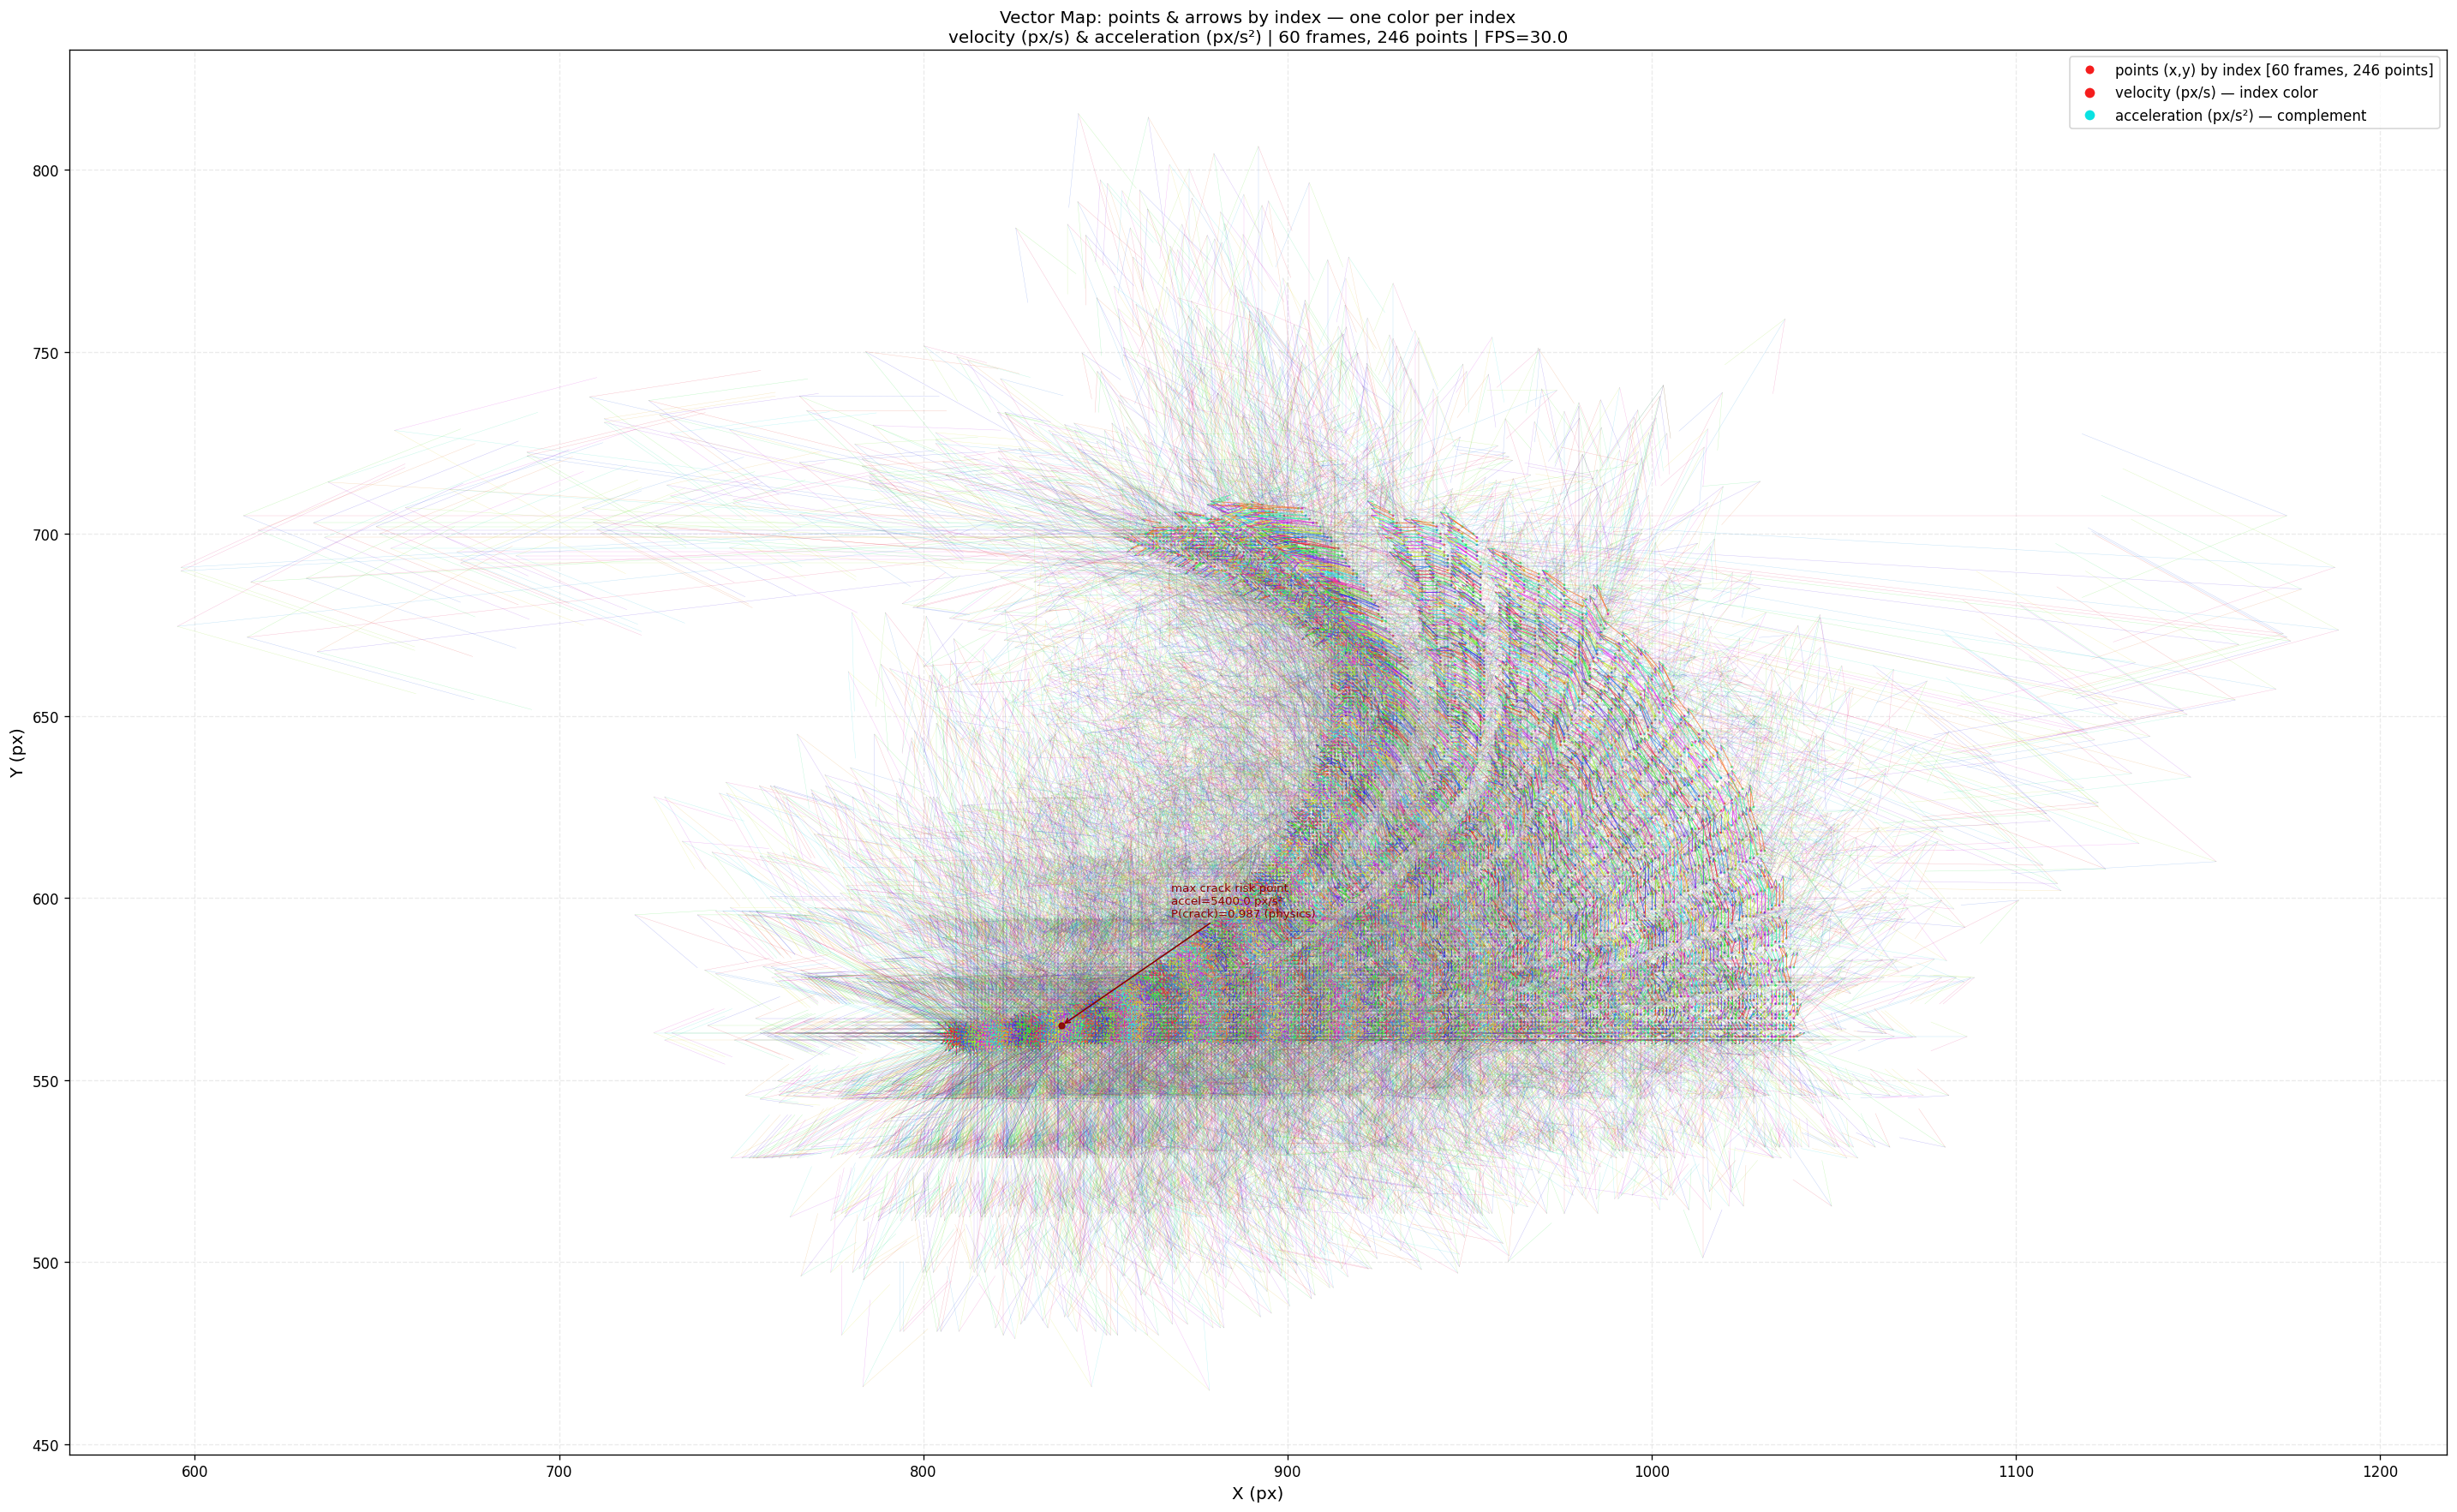 Vector Map: points & arrows by index — one color per index
velocity (px/s) & acceleration (px/s²) | 60 frames, 246 points | FPS=30.0
points (x,y) by index [60 frames, 246 points]
velocity (px/s) — index color
acceleration (px/s²) — complement
800
750
700
650
600
550
500
450
Y (px)
max crack risk point
accel=5400.0 px/s²
P(crack)=0.987 (physics)
600 700 800 900 1000 1100 1200
X (px)